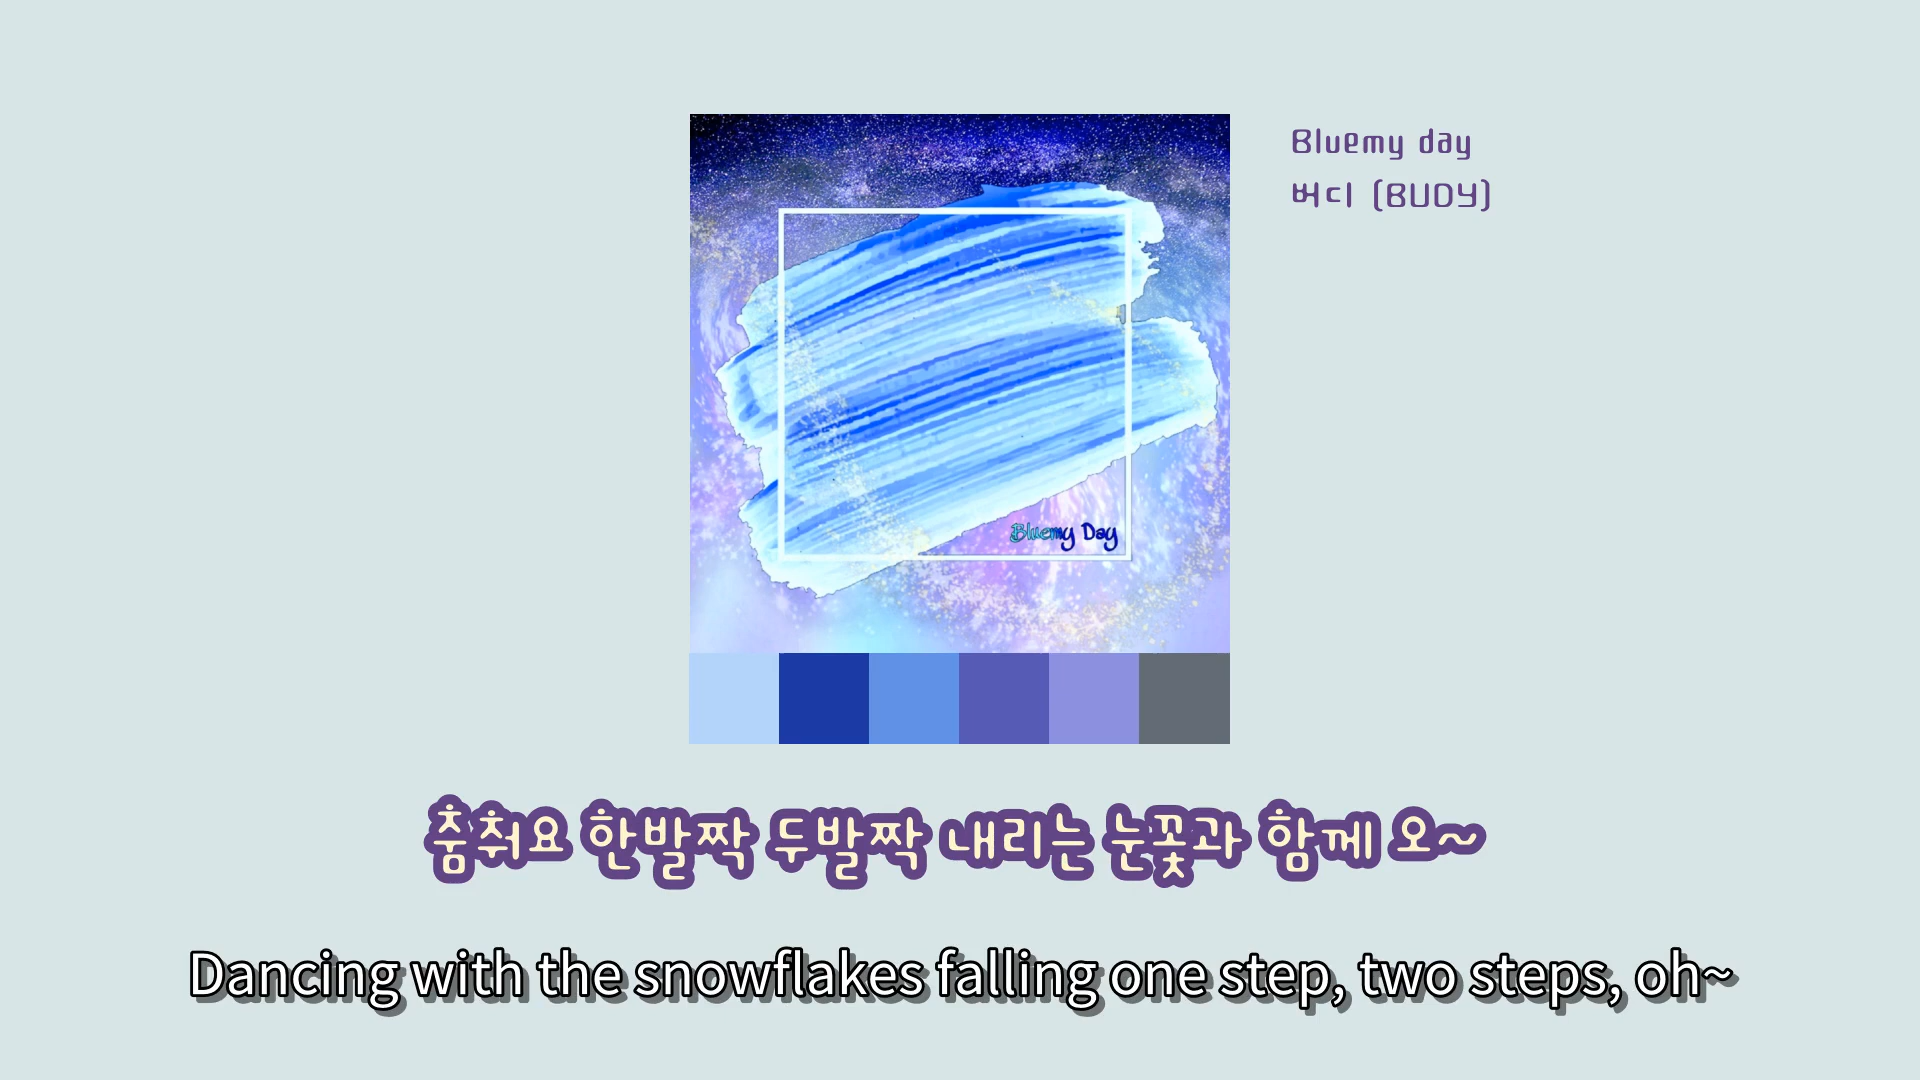 Bluemy day
버디 (BUDY)
Bluemy Day
춤춰요 한발짝 두발짝 내리는 눈꽃과 함께 오~
Dancing with the snowflakes falling one step, two steps, oh~